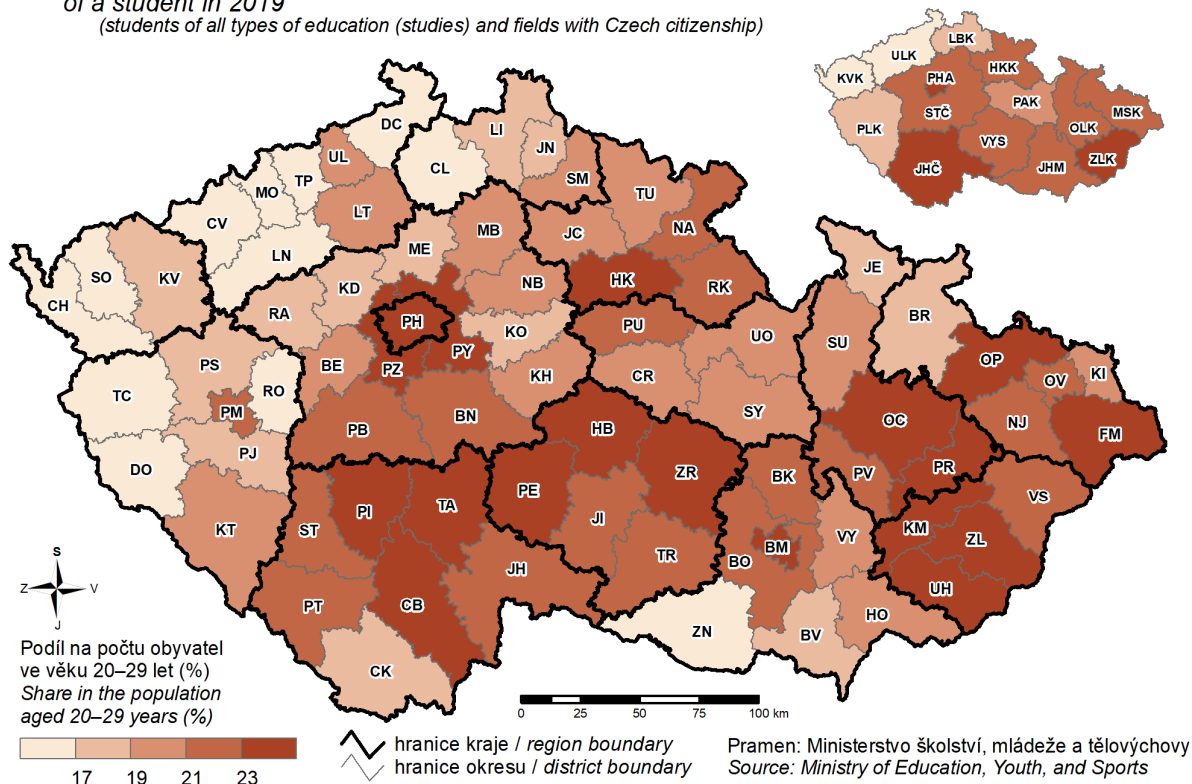 of a student in 2019
(students of all types of education (studies) and fields with Czech citizenship)
LBK
ULK
KVK
PHA
HKK
STČ
PAK
PLK
MSK
OLK
VYS
ZLK
JHČ
JHM
DC
LI
JN
UL
CL
TP
MO
SM
TU
LT
CV
MB
JC
NA
LN
ME
SO
KV
KD
NB
HK
RK
JE
CH
RA
PH
KO
PU
UO
SU
BR
PS
BE
PZ
PY
KH
CR
OP
OV
KI
TC
RO
PM
PB
BN
SY
OC
NJ
FM
HB
DO
PJ
PV
PR
ZR
BK
VS
PE
PI
TA
JI
KT
ST
KM
ZL
VY
BM
BO
TR
JH
UH
PT
CB
HO
ZN
BV
CK
S
Z
V
J
Podíl na počtu obyvatel
ve věku 20–29 let (%)
Share in the population
aged 20–29 years (%)
17 19 21 23
0 25 50 75 100 km
hranice kraje / region boundary
hranice okresu / district boundary
Pramen: Ministerstvo školství, mládeže a tělovýchovy
Source: Ministry of Education, Youth, and Sports